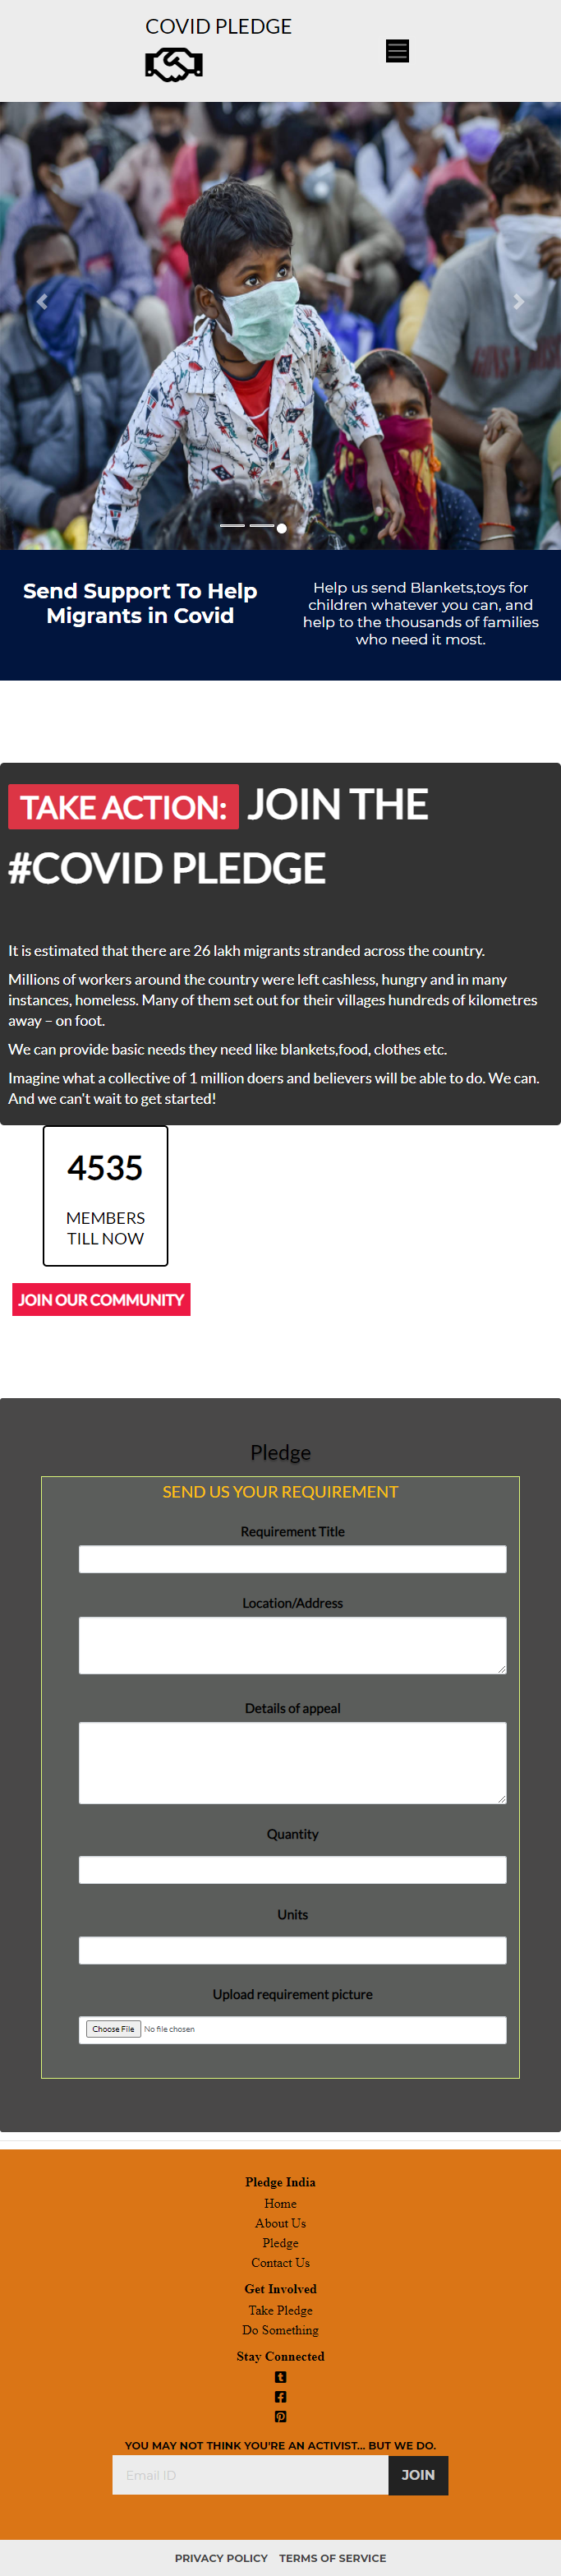 COVID PLEDGE
Send Support To Help
Migrants in Covid
Help us send Blankets,toys for
children whatever you can, and
help to the thousands of families
who need it most.
TAKE ACTION: JOIN THE
#COVID PLEDGE
It is estimated that there are 26 lakh migrants stranded across the country.
Millions of workers around the country were left cashless, hungry and in many
instances, homeless. Many of them set out for their villages hundreds of kilometres
away – on foot.
We can provide basic needs they need like blankets,food, clothes etc.
Imagine what a collective of 1 million doers and believers will be able to do. We can.
And we can't wait to get started!
4535
MEMBERS
TILL NOW
JOIN OUR COMMUNITY
Pledge
SEND US YOUR REQUIREMENT
Requirement Title
Location/Address
Details of appeal
Quantity
Units
Upload requirement picture
Choose File No file chosen
Pledge India
Home
About Us
Pledge
Contact Us
Get Involved
Take Pledge
Do Something
Stay Connected
YOU MAY NOT THINK YOU'RE AN ACTIVIST... BUT WE DO.
Email ID
JOIN
PRIVACY POLICY TERMS OF SERVICE